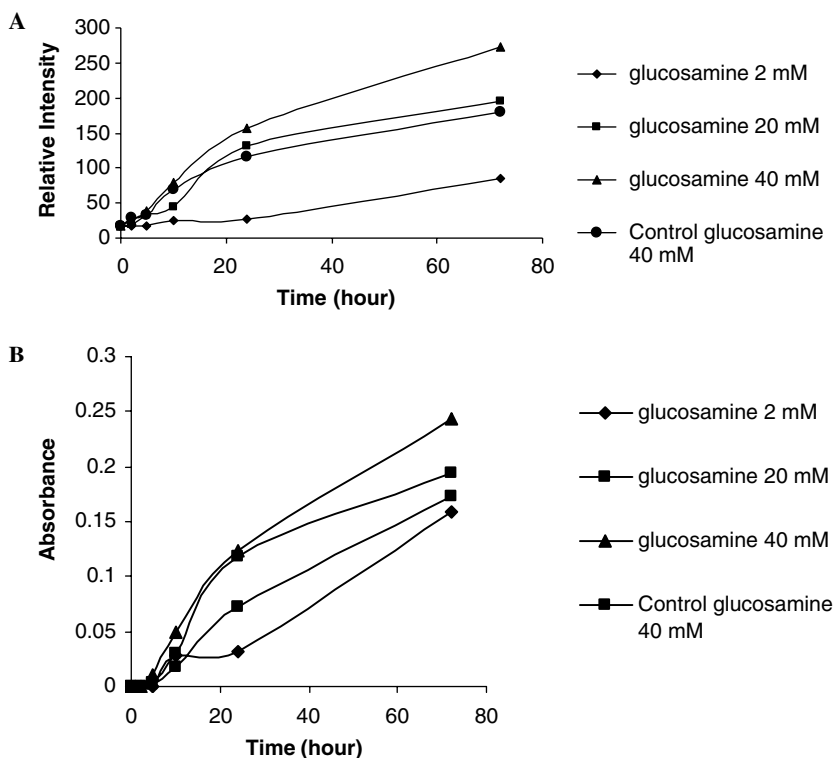 A
300
250
200
150
100
50
0
Relative Intensity
0 20 40 60 80
Time (hour)
glucosamine 2 mM
glucosamine 20 mM
glucosamine 40 mM
Control glucosamine
40 mM
B
0.3
0.25
0.2
0.15
0.1
0.05
0
Absorbance
0 20 40 60 80
Time (hour)
glucosamine 2 mM
glucosamine 20 mM
glucosamine 40 mM
Control glucosamine
40 mM